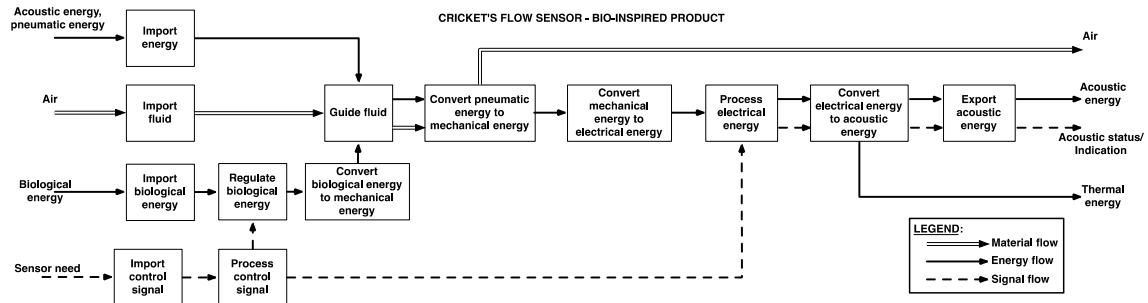 CRICKET'S FLOW SENSOR - BIO-INSPIRED PRODUCT
Acoustic energy,
pneumatic energy
Import
energy
Air
Air
Import
fluid
Guide fluid
Convert pneumatic
energy to
mechanical energy
Convert
mechanical
energy to
electrical energy
Process
electrical
energy
Convert
electrical energy
to acoustic
energy
Export
acoustic
energy
Acoustic
energy
Acoustic status/
Indication
Biological
energy
Import
biological
energy
Regulate
biological
energy
Convert
biological energy
to mechanical
energy
Thermal
energy
Sensor need
Import
control
signal
Process
control
signal
LEGEND:
Material flow
Energy flow
Signal flow